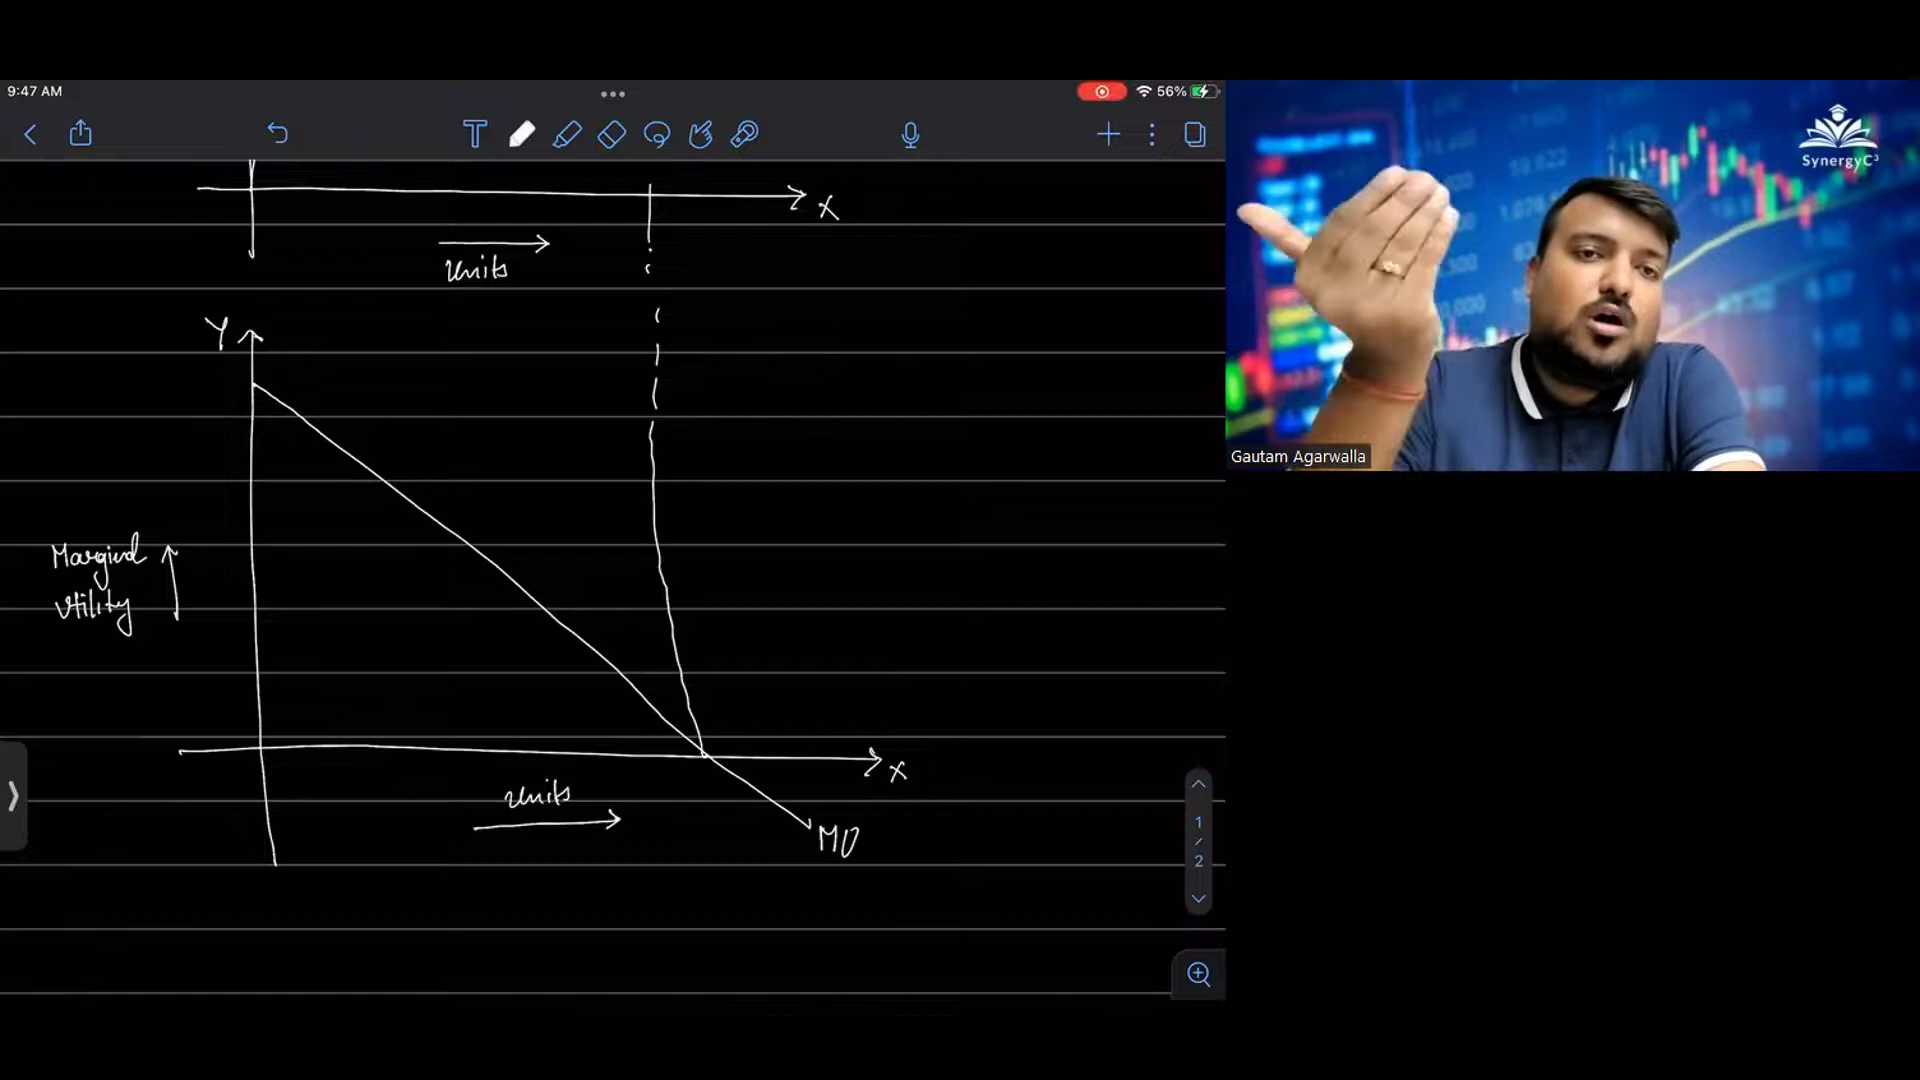 9:47 AM
56%
X
Units
Y
Marginal
Utility
X
Units
MU
1
/
2
SynergyC³
Gautam Agarwalla